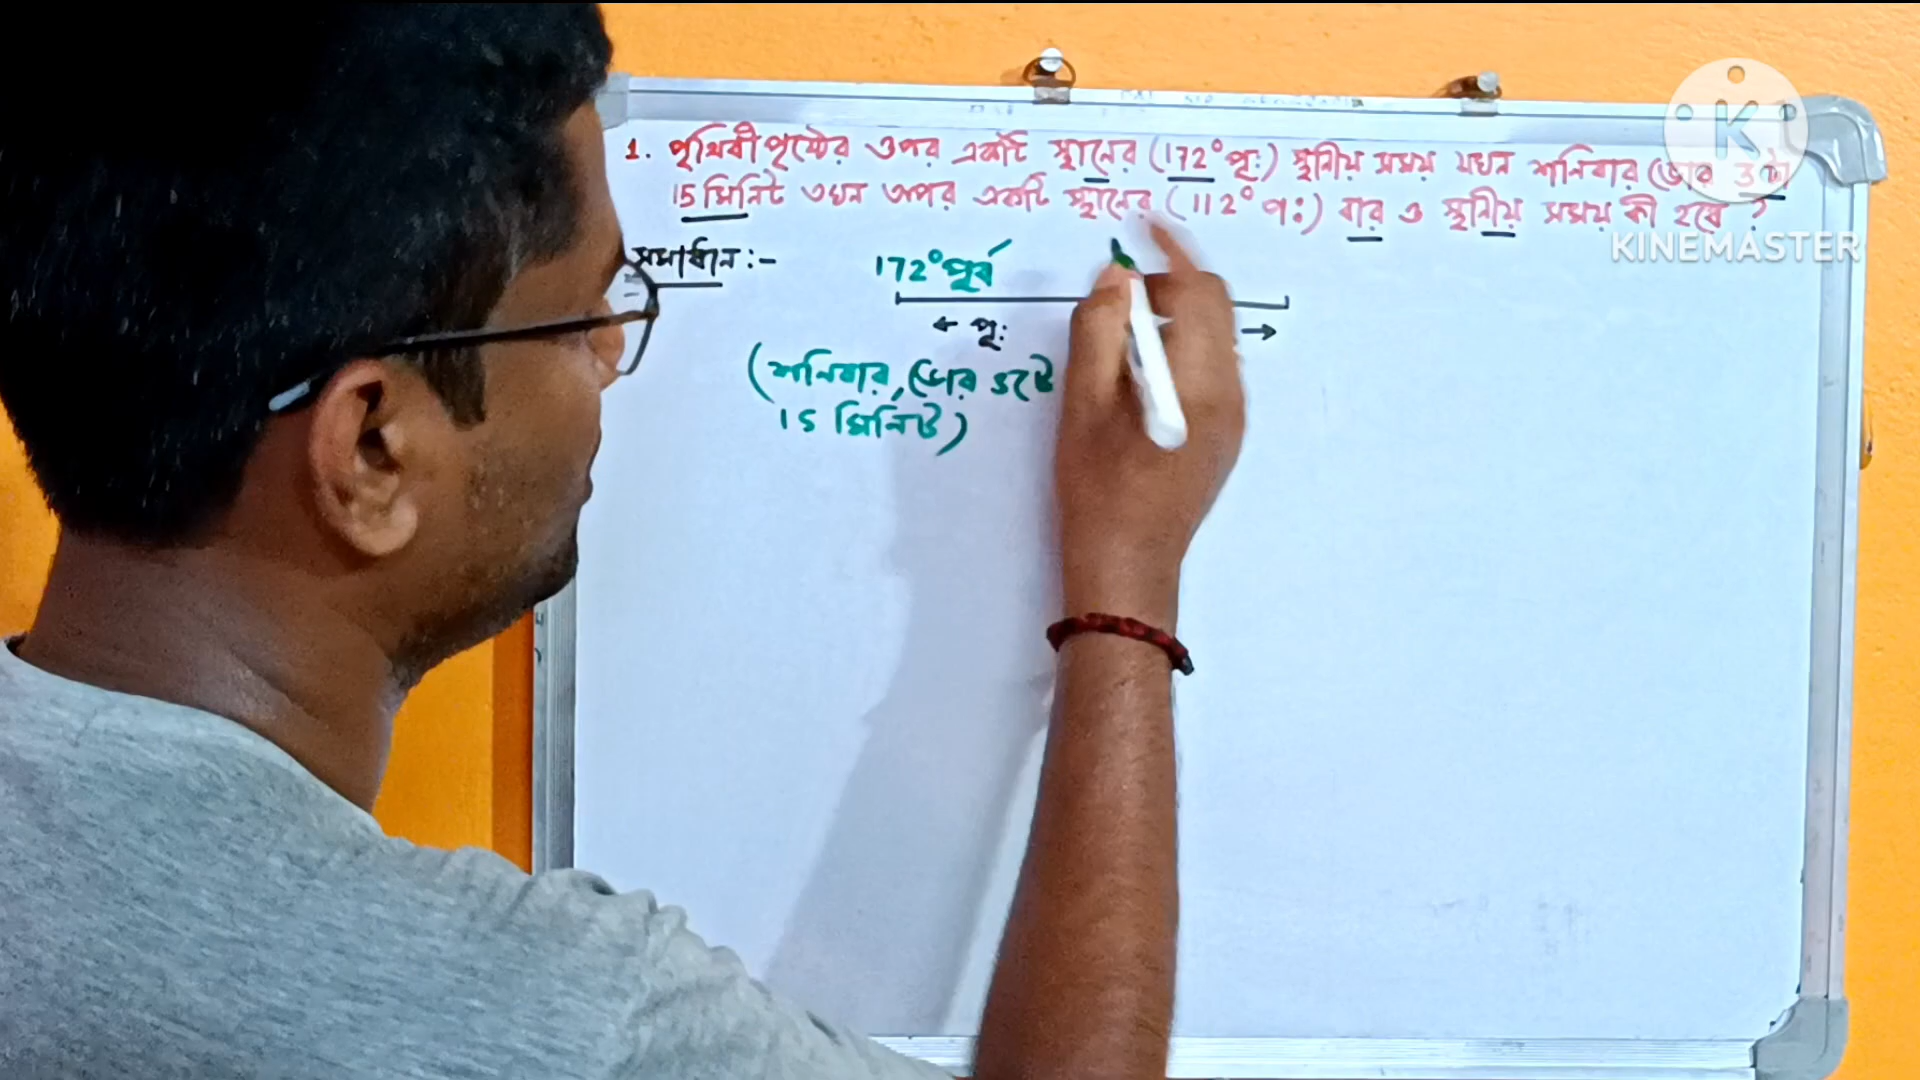 1. পৃথিবী পৃষ্ঠের ওপর একটি স্থানের (172° পূ:) স্থানীয় সময় যখন শনিবার ভোর 3 টা
15 মিনিট তখন অপর একটি স্থানের (112° প:) বার ও স্থানীয় সময় কী হবে ?
সমাধান :-
172° পূর্ব
← পূ:
→
(শনিবার, ভোর 3টে
15 মিনিট)
K
KINEMASTER